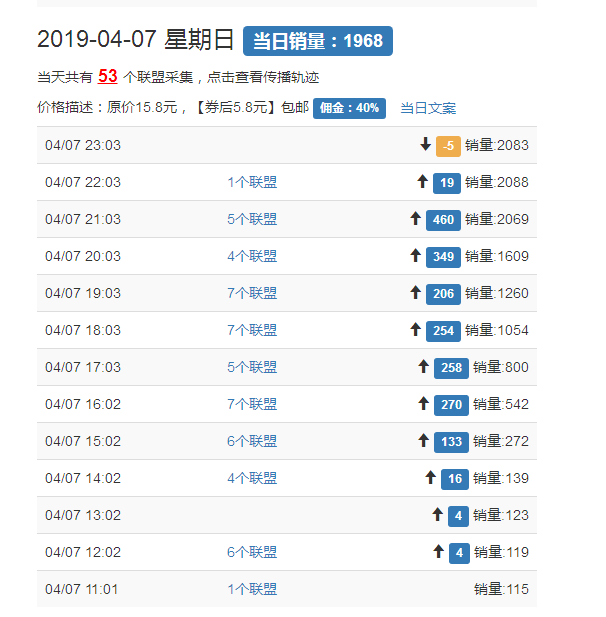 2019-04-07 星期日 当日销量：1968
当天共有 53 个联盟采集，点击查看传播轨迹
价格描述：原价15.8元，【券后5.8元】包邮 佣金：40% 当日文案
04/07 23:03 -5 销量:2083
04/07 22:03 1个联盟 19 销量:2088
04/07 21:03 5个联盟 460 销量:2069
04/07 20:03 4个联盟 349 销量:1609
04/07 19:03 7个联盟 206 销量:1260
04/07 18:03 7个联盟 254 销量:1054
04/07 17:03 5个联盟 258 销量:800
04/07 16:02 7个联盟 270 销量:542
04/07 15:02 6个联盟 133 销量:272
04/07 14:02 4个联盟 16 销量:139
04/07 13:02 4 销量:123
04/07 12:02 6个联盟 4 销量:119
04/07 11:01 1个联盟 销量:115